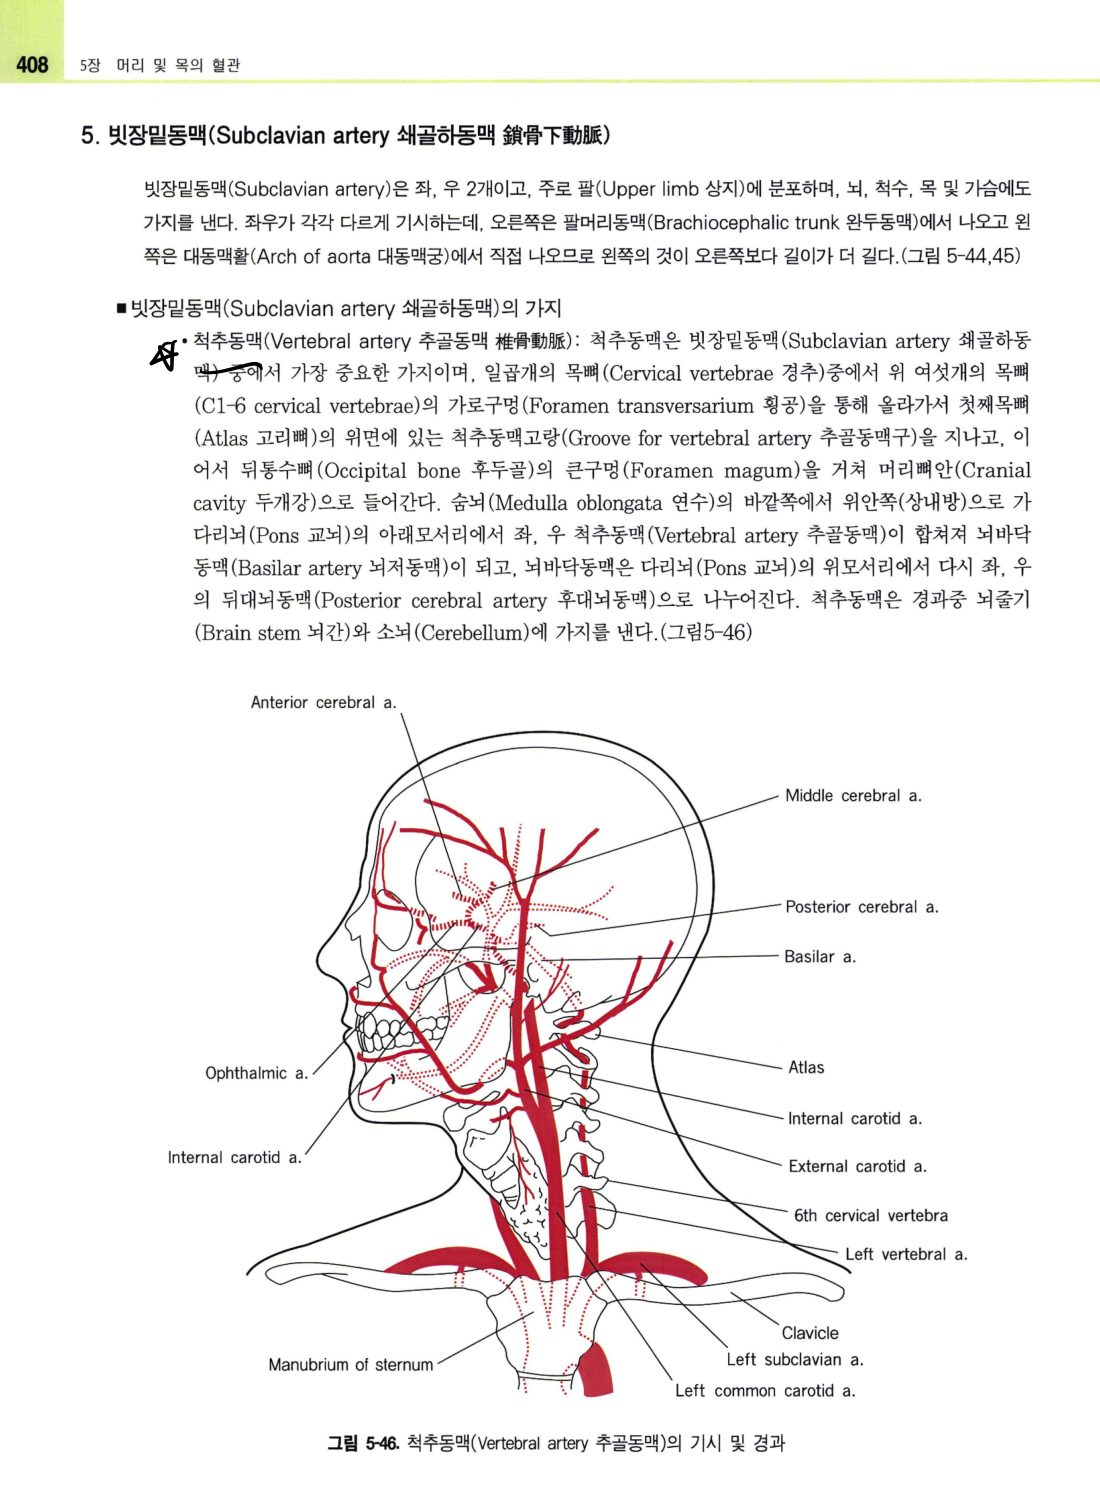 408 5장 머리 및 목의 혈관
5. 빗장밑동맥(Subclavian artery 쇄골하동맥 鎖骨下動脈)
빗장밑동맥(Subclavian artery)은 좌, 우 2개이고, 주로 팔(Upper limb 상지)에 분포하며, 뇌, 척수, 목 및 가슴에도
가지를 낸다. 좌우가 각각 다르게 기시하는데, 오른쪽은 팔머리동맥(Brachiocephalic trunk 완두동맥)에서 나오고 왼
쪽은 대동맥활(Arch of aorta 대동맥궁)에서 직접 나오므로 왼쪽의 것이 오른쪽보다 길이가 더 길다.(그림 5-44,45)
■ 빗장밑동맥(Subclavian artery 쇄골하동맥)의 가지
• 척추동맥(Vertebral artery 추골동맥 椎骨動脈): 척추동맥은 빗장밑동맥(Subclavian artery 쇄골하동
맥) 중에서 가장 중요한 가지이며, 일곱개의 목뼈(Cervical vertebrae 경추)중에서 위 여섯개의 목뼈
(C1-6 cervical vertebrae)의 가로구멍(Foramen transversarium 횡공)을 통해 올라가서 첫째목뼈
(Atlas 고리뼈)의 위면에 있는 척추동맥고랑(Groove for vertebral artery 추골동맥구)을 지나고, 이
어서 뒤통수뼈(Occipital bone 후두골)의 큰구멍(Foramen magum)을 거쳐 머리뼈안(Cranial
cavity 두개강)으로 들어간다. 숨뇌(Medulla oblongata 연수)의 바깥쪽에서 위안쪽(상내방)으로 가
다리뇌(Pons 교뇌)의 아래모서리에서 좌, 우 척추동맥(Vertebral artery 추골동맥)이 합쳐져 뇌바닥
동맥(Basilar artery 뇌저동맥)이 되고, 뇌바닥동맥은 다리뇌(Pons 교뇌)의 위모서리에서 다시 좌, 우
의 뒤대뇌동맥(Posterior cerebral artery 후대뇌동맥)으로 나누어진다. 척추동맥은 경과중 뇌줄기
(Brain stem 뇌간)와 소뇌(Cerebellum)에 가지를 낸다.(그림5-46)
Anterior cerebral a.
Middle cerebral a.
Posterior cerebral a.
Basilar a.
Ophthalmic a.
Atlas
Internal carotid a.
Internal carotid a.
External carotid a.
6th cervical vertebra
Left vertebral a.
Clavicle
Left subclavian a.
Manubrium of sternum
Left common carotid a.
그림 5-46. 척추동맥(Vertebral artery 추골동맥)의 기시 및 경과